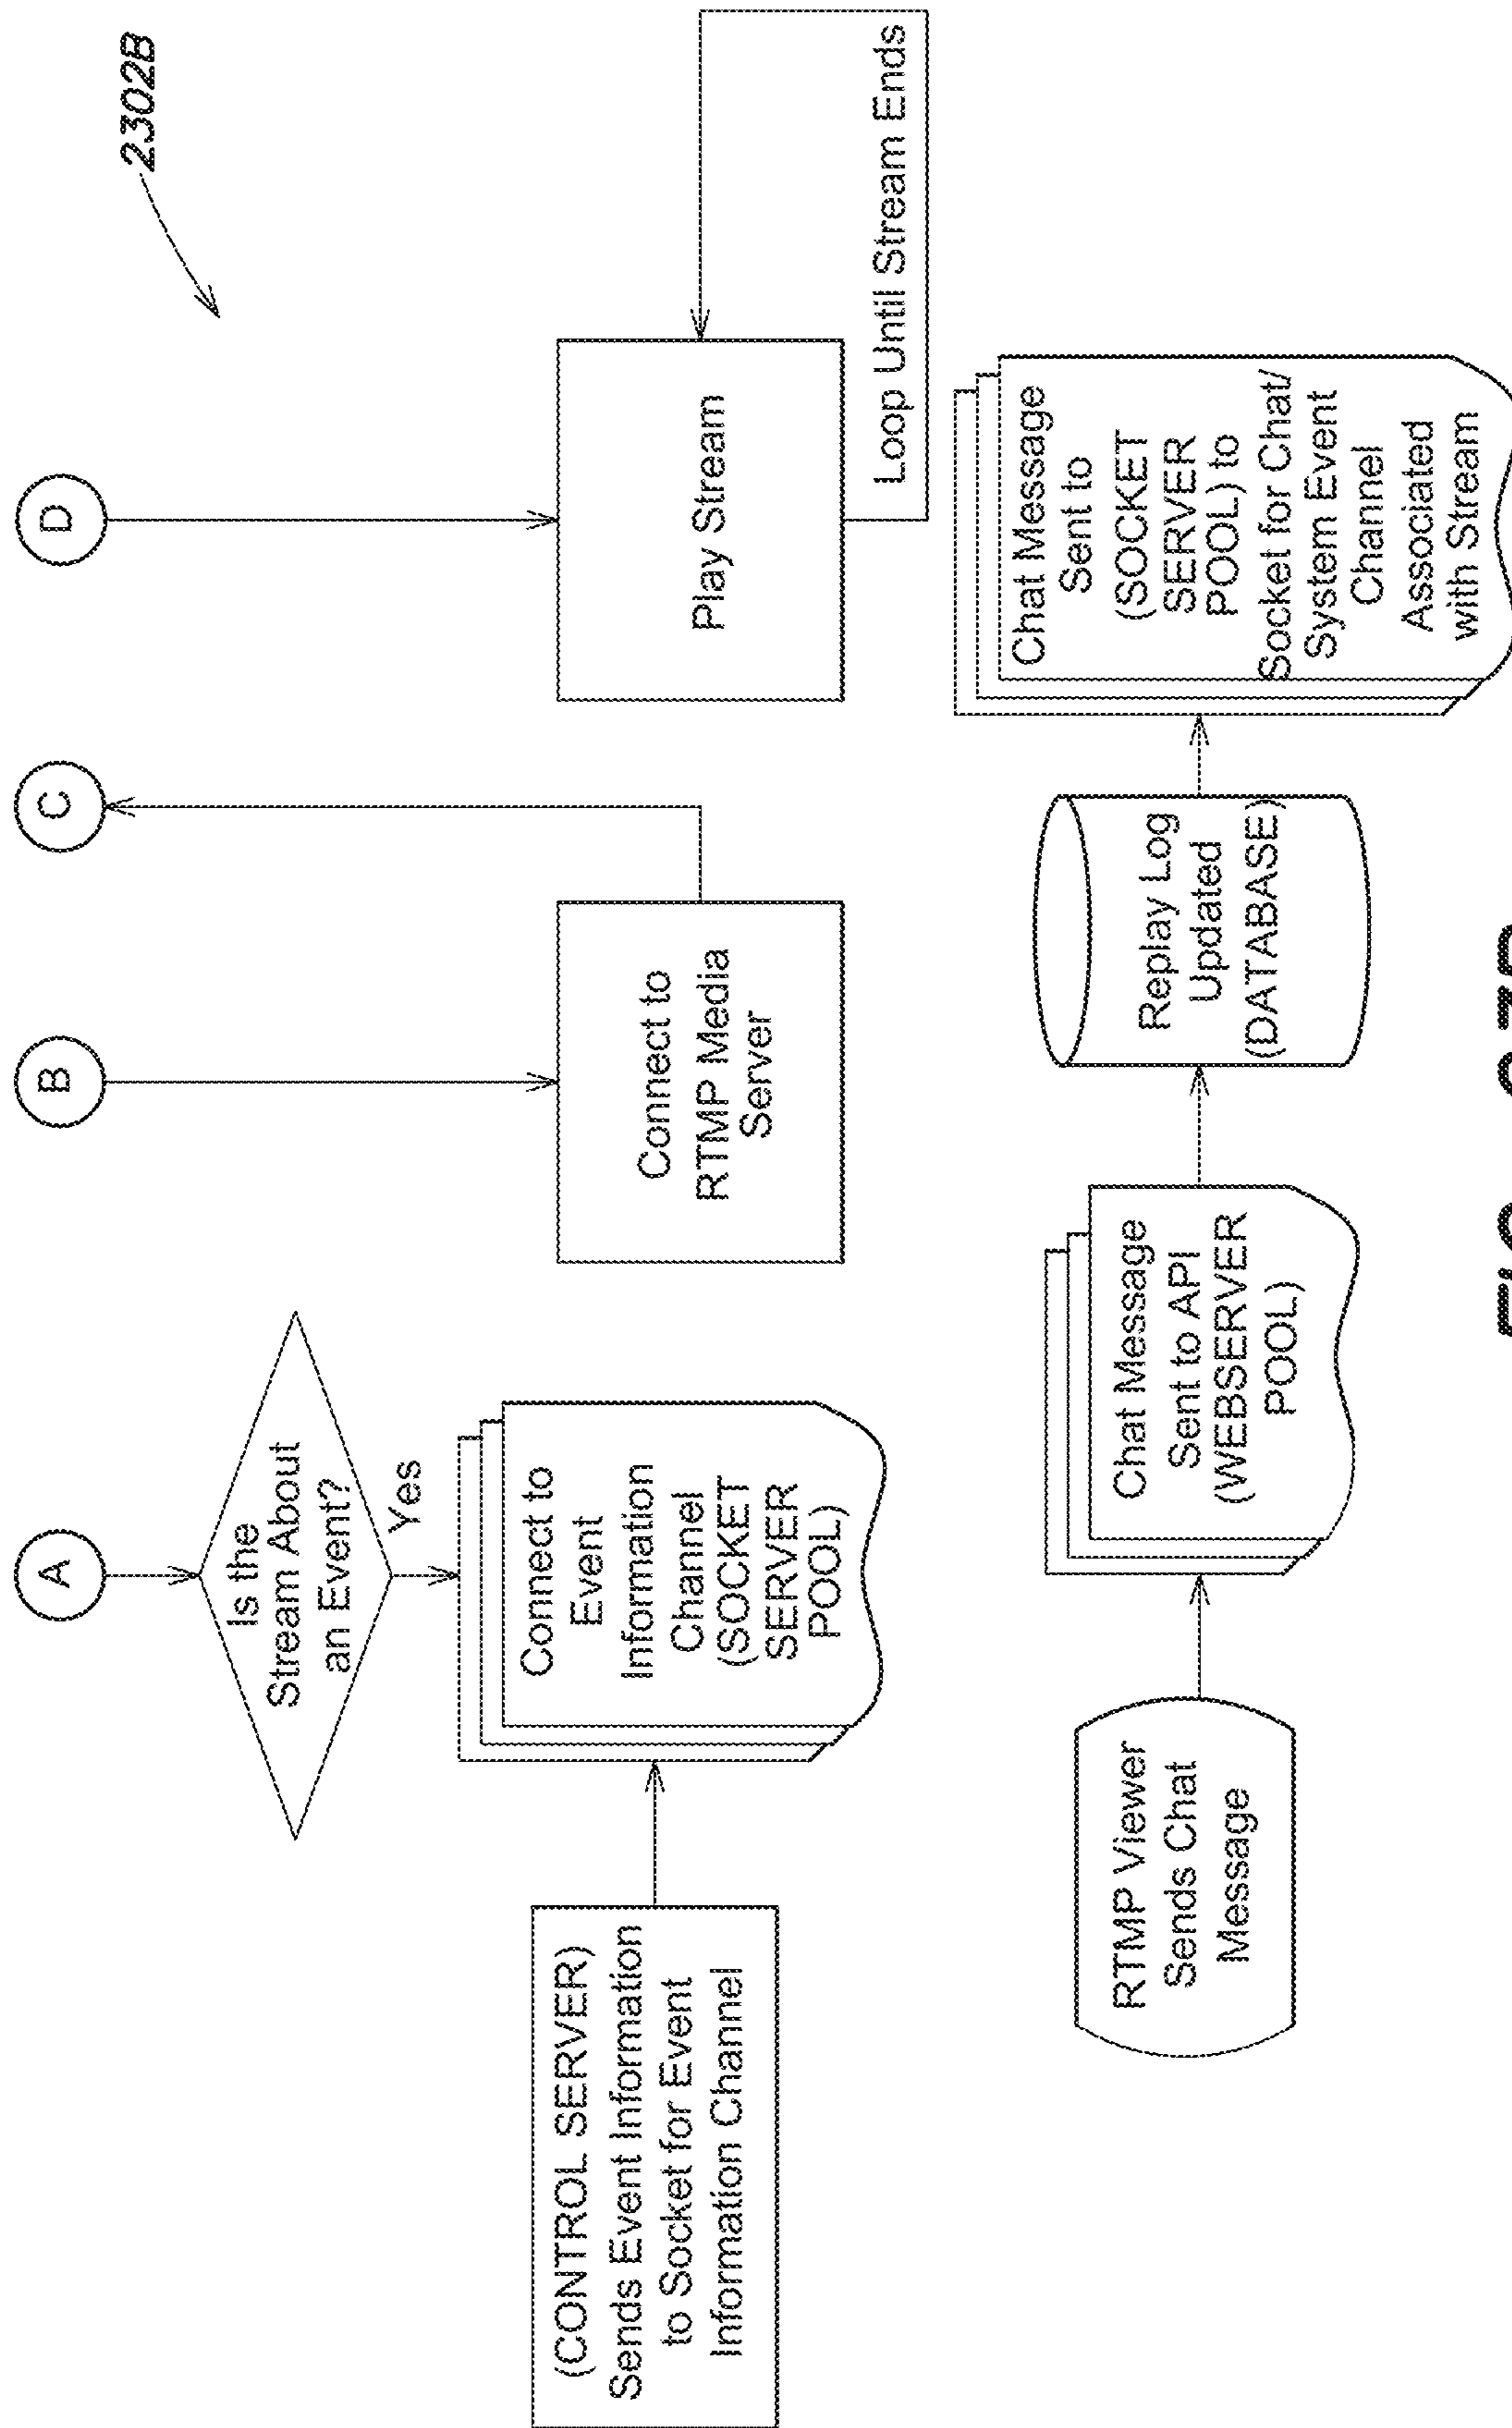 2302B
A
B
C
D
Is the
Stream About
an Event?
Yes
(CONTROL SERVER)
Sends Event Information
to Socket for Event
Information Channel
Connect to
Event
Information
Channel
(SOCKET
SERVER
POOL)
Connect to
RTMP Media
Server
Play Stream
Loop Until Stream Ends
RTMP Viewer
Sends Chat
Message
Chat Message
Sent to API
(WEBSERVER
POOL)
Replay Log
Updated
(DATABASE)
Chat Message
Sent to
(SOCKET
SERVER
POOL) to
Socket for Chat/
System Event
Channel
Associated
with Stream